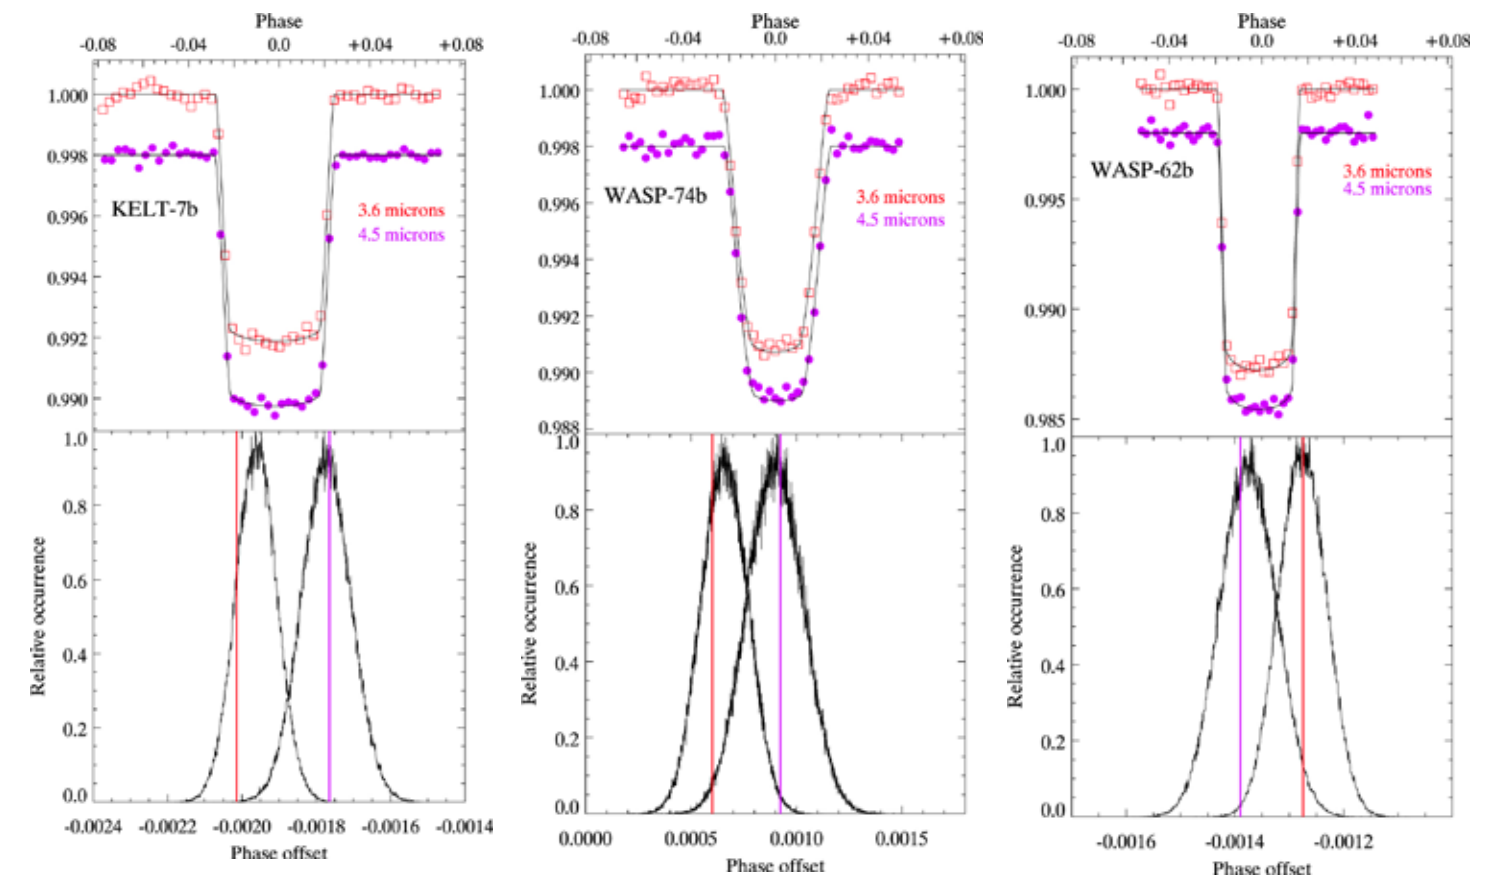 Phase
-0.08 -0.04 0.0 +0.04 +0.08
1.000
0.998
0.996
0.994
0.992
0.990
KELT-7b
3.6 microns
4.5 microns
1.0
0.8
0.6
0.4
0.2
0.0
Relative occurrence
-0.0024 -0.0022 -0.0020 -0.0018 -0.0016 -0.0014
Phase offset
Phase
-0.08 -0.04 0.0 +0.04 +0.08
1.000
0.998
0.996
0.994
0.992
0.990
0.988
WASP-74b
3.6 microns
4.5 microns
1.0
0.8
0.6
0.4
0.2
0.0
Relative occurrence
0.0000 0.0005 0.0010 0.0015
Phase offset
Phase
-0.08 -0.04 0.0 +0.04 +0.08
1.000
0.995
0.990
0.985
WASP-62b
3.6 microns
4.5 microns
1.0
0.8
0.6
0.4
0.2
0.0
Relative occurrence
-0.0016 -0.0014 -0.0012
Phase offset